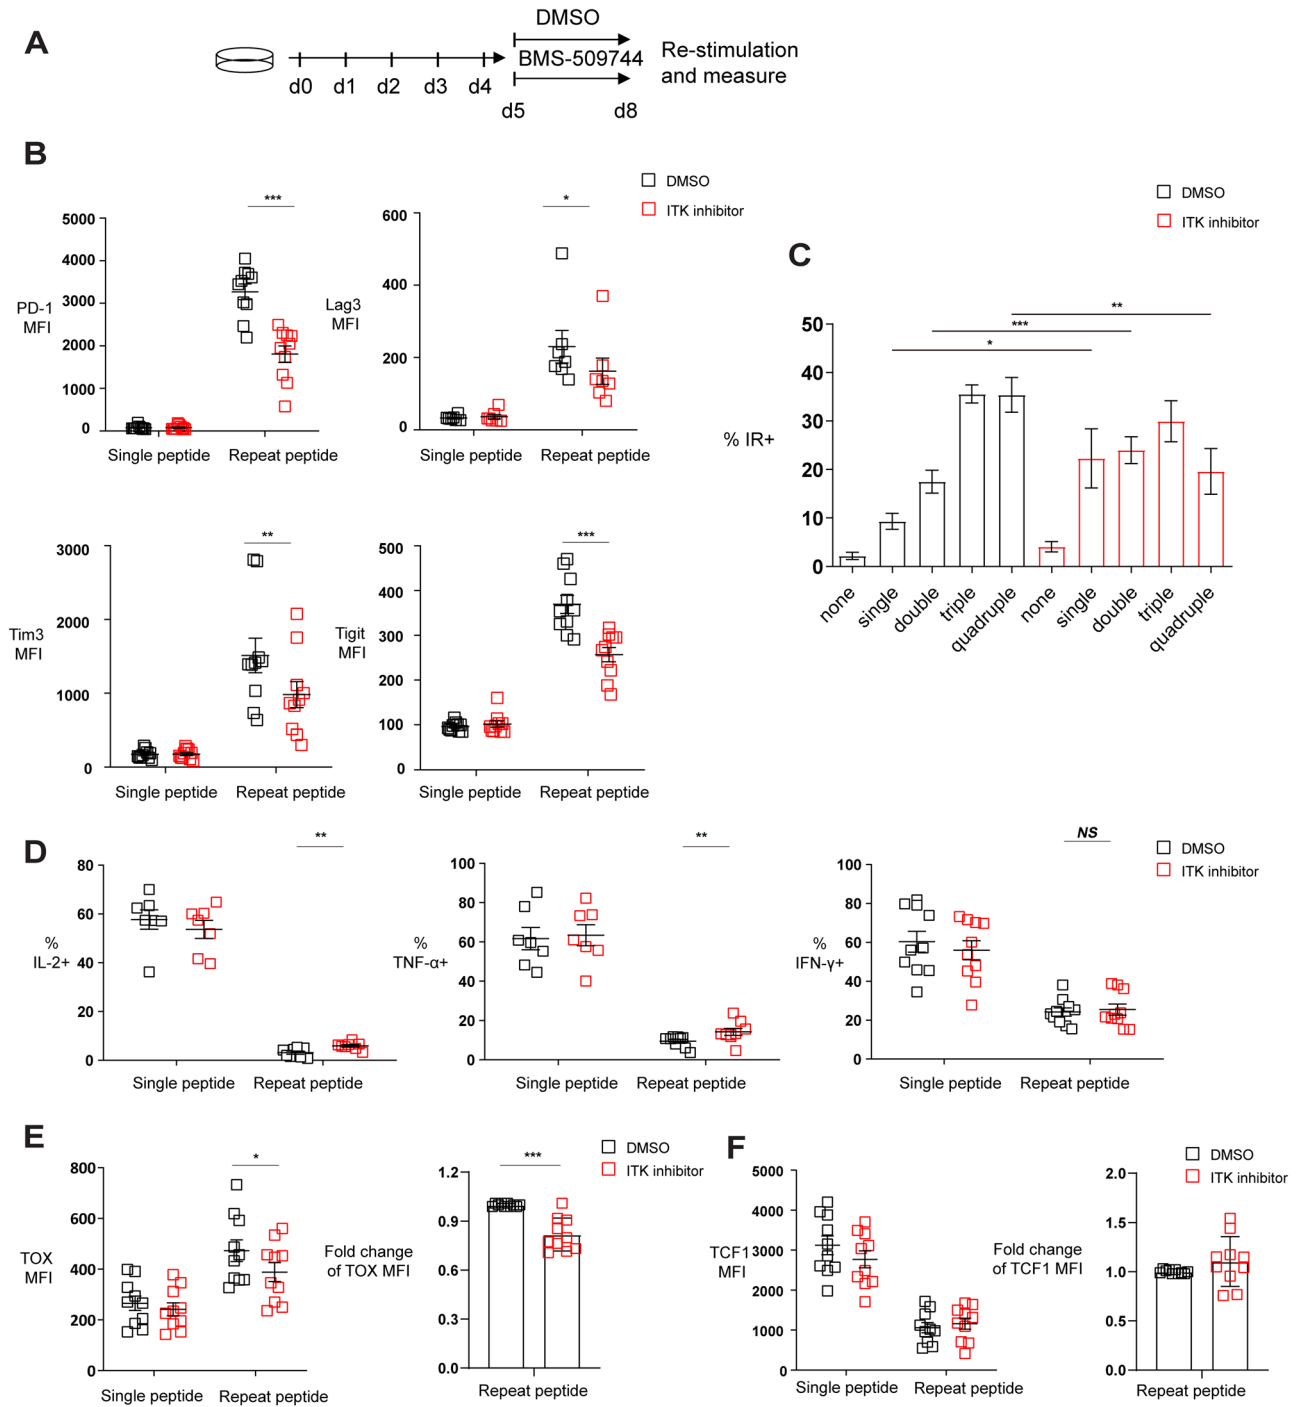 A
DMSO
BMS-509744
Re-stimulation
and measure
d0 d1 d2 d3 d4
d5 d8
B
DMSO
ITK inhibitor
***
5000
4000
3000
2000
1000
0
PD-1
MFI
Single peptide Repeat peptide
*
600
400
200
0
Lag3
MFI
Single peptide Repeat peptide
**
3000
2000
1000
0
Tim3
MFI
Single peptide Repeat peptide
***
500
400
300
200
100
0
Tigit
MFI
Single peptide Repeat peptide
C
DMSO
ITK inhibitor
**
***
*
50
40
30
20
10
0
% IR+
none single double triple quadruple none single double triple quadruple
D
**
80
60
40
20
0
%
IL-2+
Single peptide Repeat peptide
**
100
80
60
40
20
0
%
TNF-α+
Single peptide Repeat peptide
NS
100
80
60
40
20
0
%
IFN-γ+
Single peptide Repeat peptide
DMSO
ITK inhibitor
E
*
800
600
400
200
0
TOX
MFI
Single peptide Repeat peptide
DMSO
ITK inhibitor
***
1.2
0.9
0.6
0.3
0.0
Fold change
of TOX MFI
Repeat peptide
F
5000
4000
3000
2000
1000
0
TCF1
MFI
Single peptide Repeat peptide
DMSO
ITK inhibitor
2.0
1.5
1.0
0.5
0.0
Fold change
of TCF1 MFI
Repeat peptide